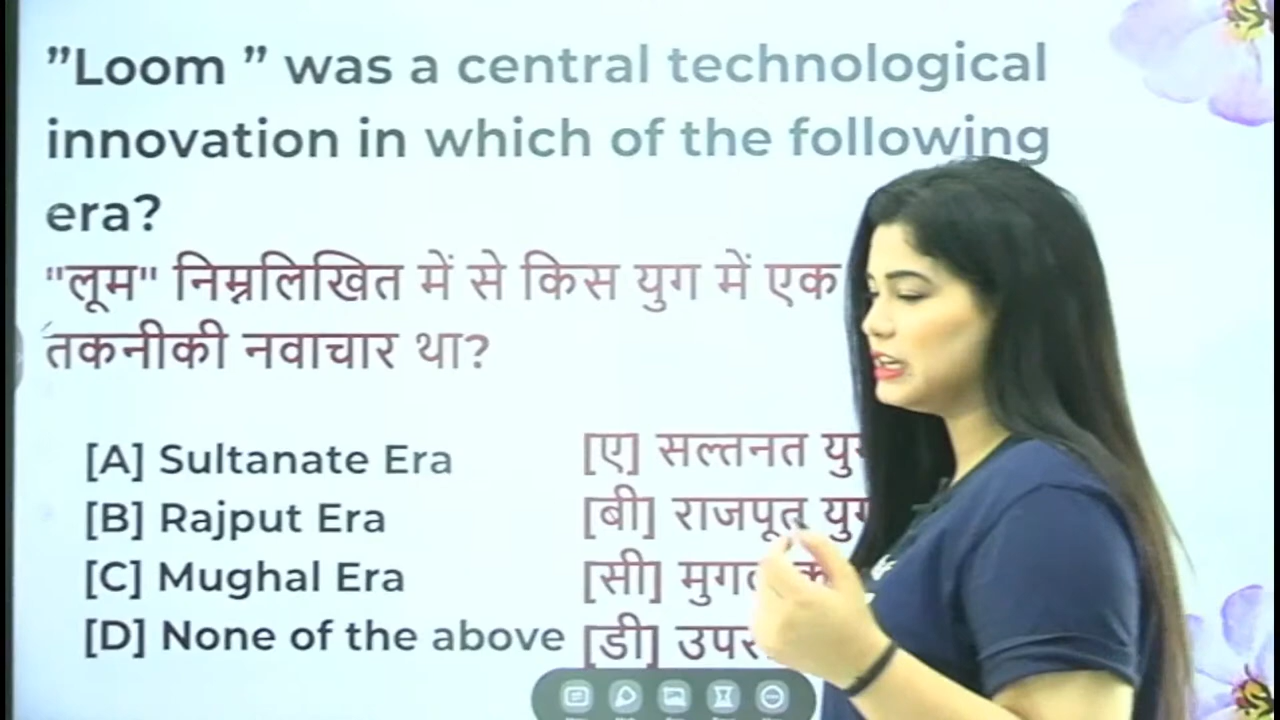 ”Loom ” was a central technological
innovation in which of the following
era?
"लूम" निम्नलिखित में से किस युग में एक
तकनीकी नवाचार था?
[A] Sultanate Era
[ए] सल्तनत
[B] Rajput Era
[बी] राजपूत
[C] Mughal Era
[सी]
[D] None of the above
[डी]